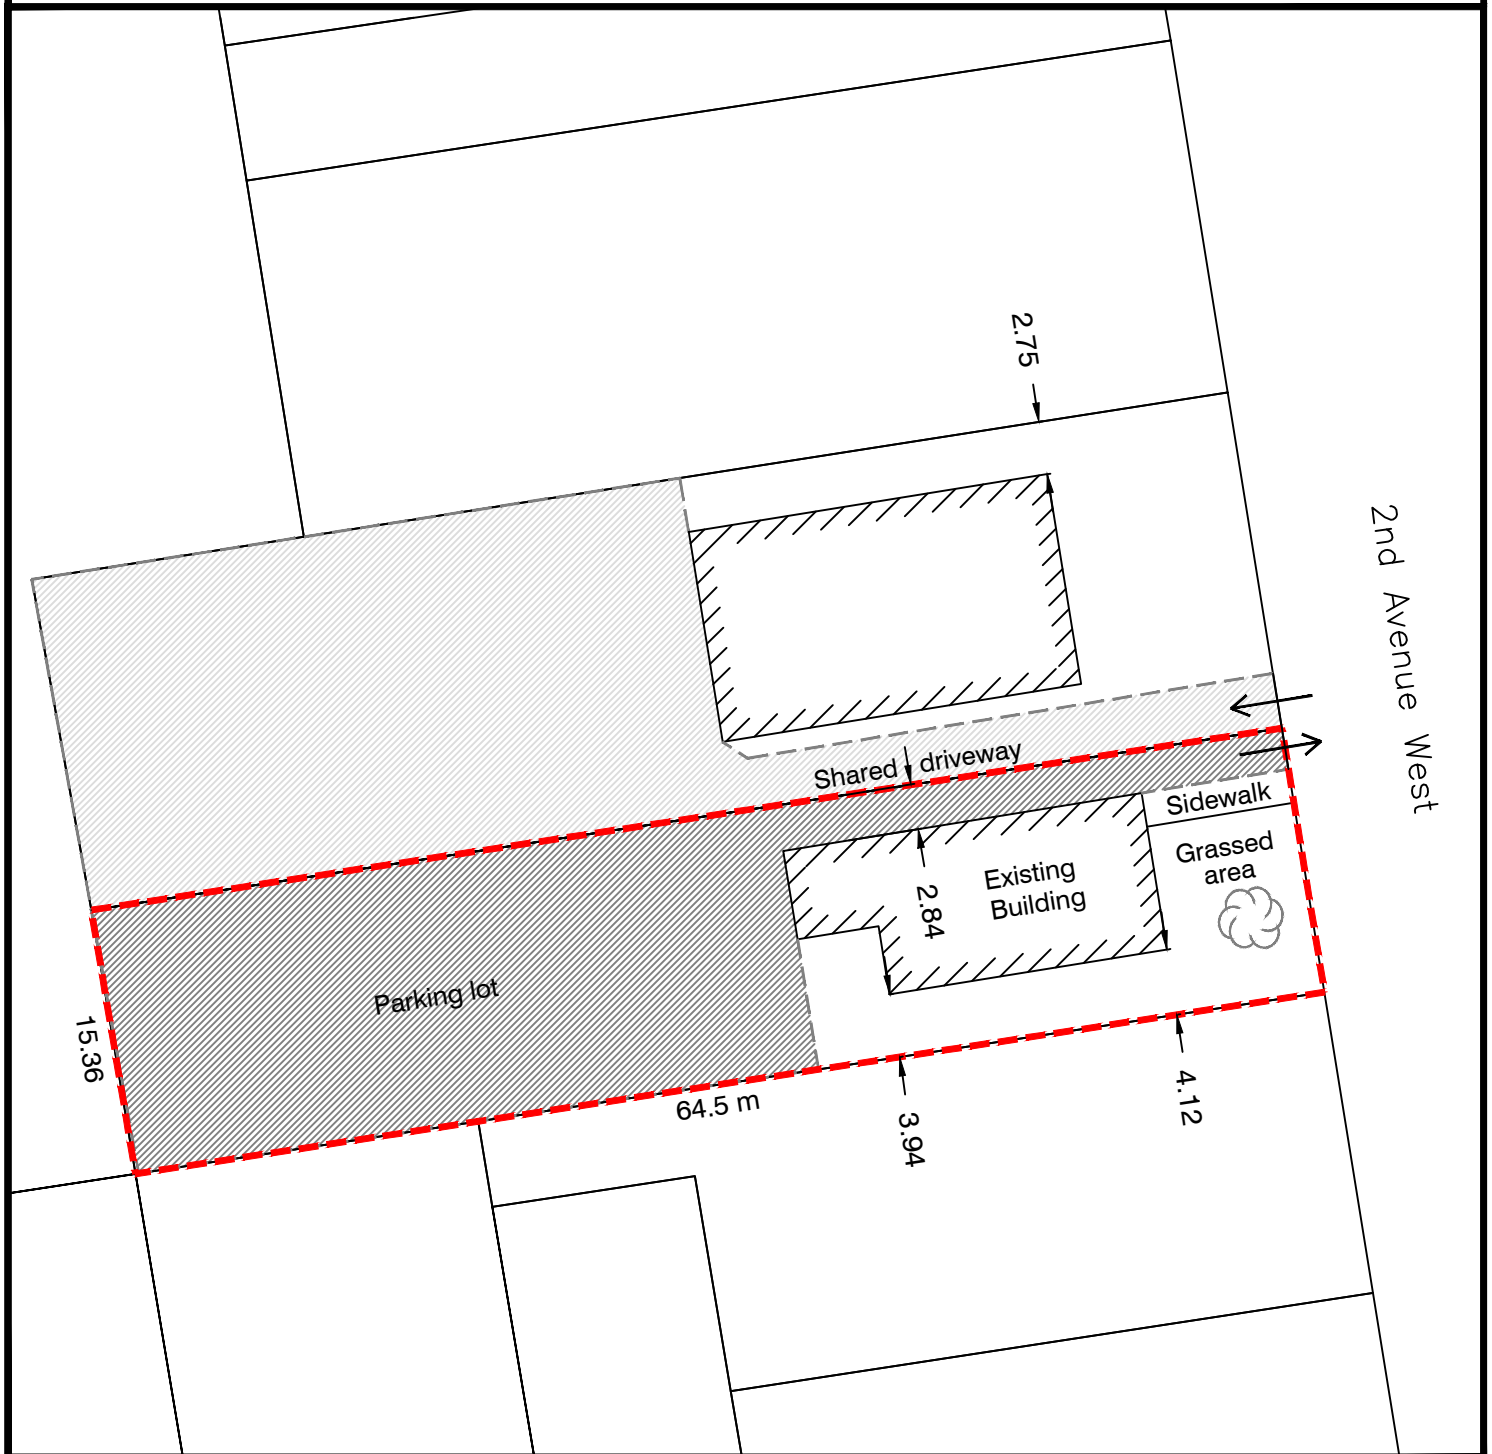 2.75
2nd Avenue West
Shared driveway
Sidewalk
Grassed
area
Existing
Building
2.84
Parking lot
15.36
64.5 m
4.12
3.94